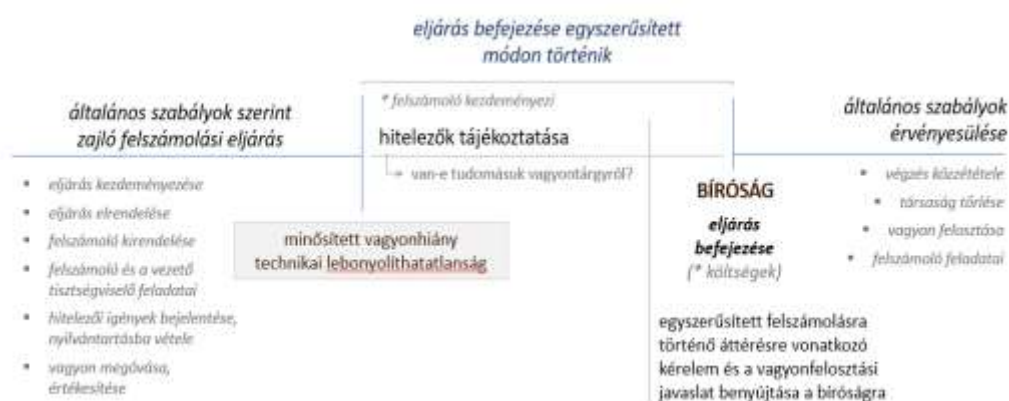 eljárás befejezése egyszerűsített
módon történik
általános szabályok szerint
zajló felszámolási eljárás
* felszámoló kezdeményezi
hitelezők tájékoztatása
van-e tudomásuk vagyontárgyról?
általános szabályok
érvényesülése
▪ eljárás kezdeményezése
▪ eljárás elrendelése
▪ felszámoló kirendelése
▪ felszámoló és a vezető
tisztségviselő feladatai
▪ hitelezői igények bejelentése,
nyilvántartásba vétele
▪ vagyon megóvása,
értékesítése
minősített vagyonhiány
technikai lebonyolíthatatlanság
BÍRÓSÁG
eljárás
befejezése
(* költségek)
▪ végzés közzététele
▪ társaság törlése
▪ vagyon felosztása
▪ felszámoló feladatai
egyszerűsített felszámolásra
történő áttérésre vonatkozó
kérelem és a vagyonfelosztási
javaslat benyújtása a bíróságra